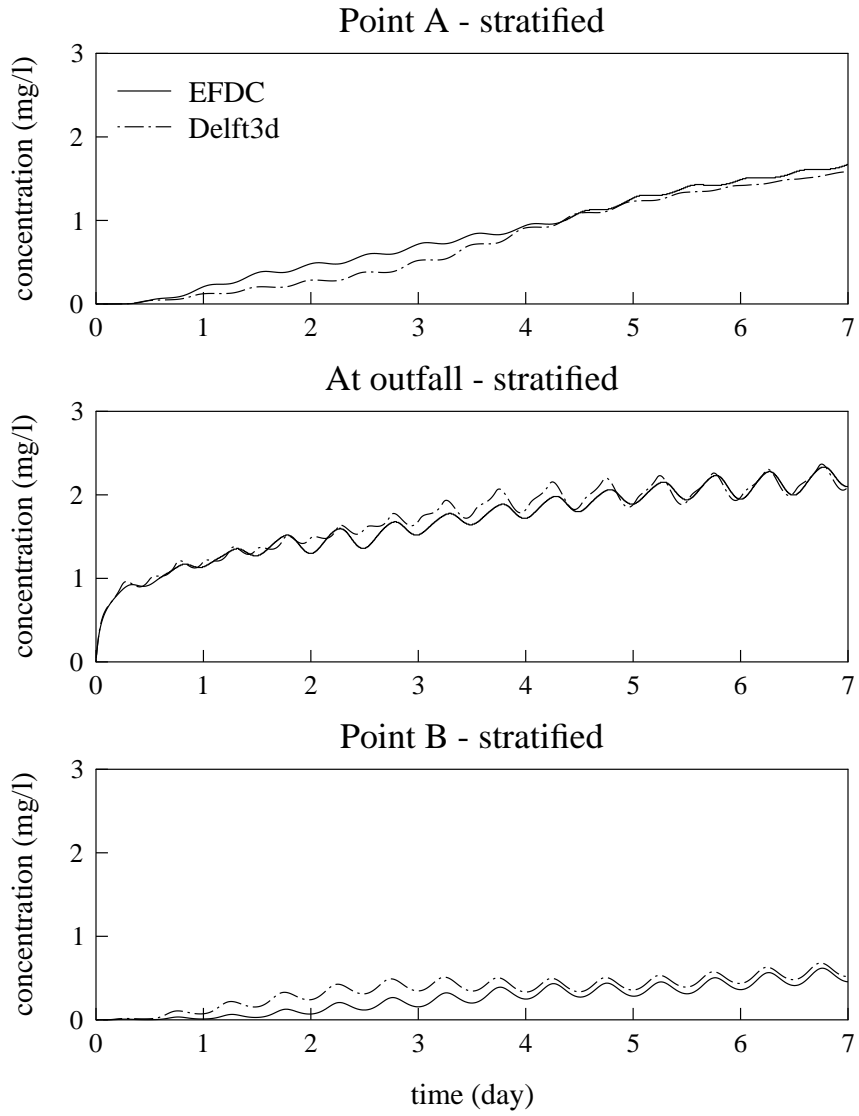 Point A - stratified
3
2
1
0
concentration (mg/l)
EFDC
Delft3d
0 1 2 3 4 5 6 7
At outfall - stratified
3
2
1
0
concentration (mg/l)
0 1 2 3 4 5 6 7
Point B - stratified
3
2
1
0
concentration (mg/l)
0 1 2 3 4 5 6 7
time (day)